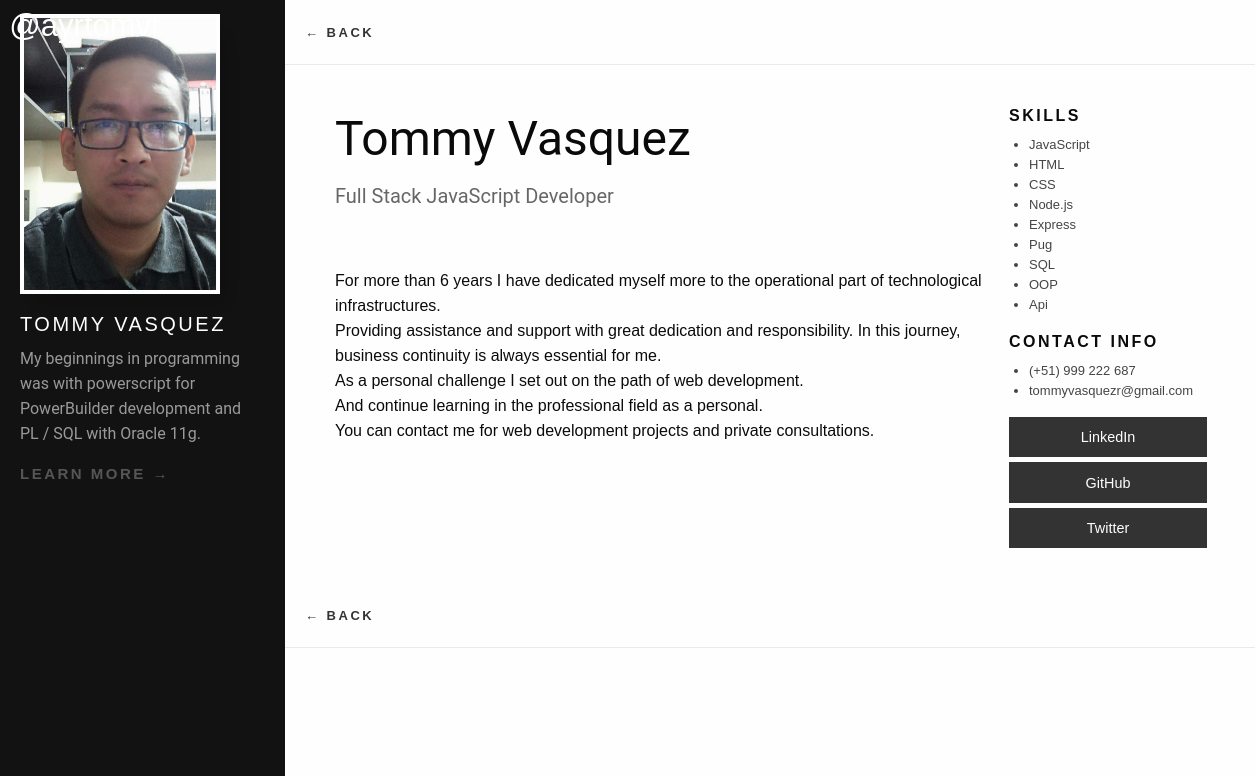 TOMMY VASQUEZ
My beginnings in programming
was with powerscript for
PowerBuilder development and
PL / SQL with Oracle 11g.
LEARN MORE →
← BACK
Tommy Vasquez
Full Stack JavaScript Developer
For more than 6 years I have dedicated myself more to the operational part of technological
infrastructures.
Providing assistance and support with great dedication and responsibility. In this journey,
business continuity is always essential for me.
As a personal challenge I set out on the path of web development.
And continue learning in the professional field as a personal.
You can contact me for web development projects and private consultations.
SKILLS
• JavaScript
• HTML
• CSS
• Node.js
• Express
• Pug
• SQL
• OOP
• Api
CONTACT INFO
• (+51) 999 222 687
• tommyvasquezr@gmail.com
LinkedIn
GitHub
Twitter
← BACK